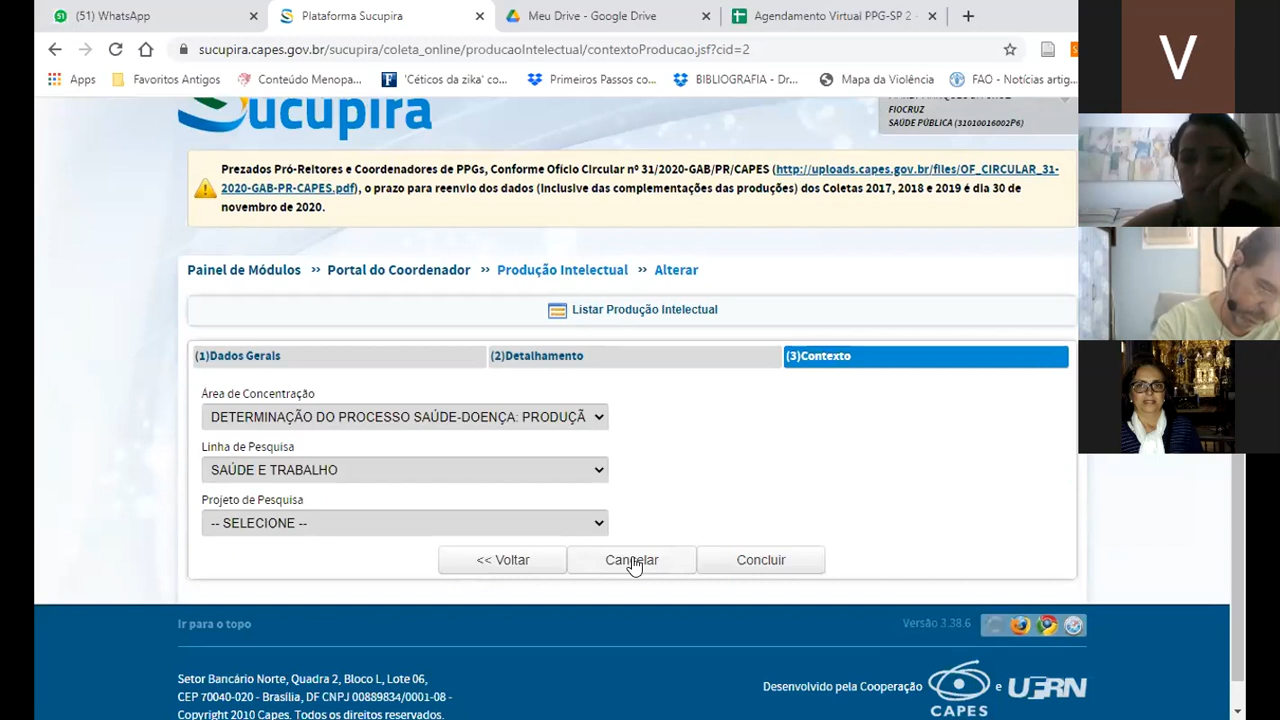 (51) WhatsApp
Plataforma Sucupira
Meu Drive - Google Drive
Agendamento Virtual PPG-SP 2 -
sucupira.capes.gov.br/sucupira/coleta_online/producaoIntelectual/contextoProducao.jsf?cid=2
Apps
Favoritos Antigos
Conteúdo Menopa...
'Céticos da zika' co...
Primeiros Passos co...
BIBLIOGRAFIA - Dr...
Mapa da Violência
FAO - Notícias artig...
V
Sucupira
FIOCRUZ
SAÚDE PÚBLICA (31010016002P6)
Prezados Pró-Reitores e Coordenadores de PPGs, Conforme Ofício Circular nº 31/2020-GAB/PR/CAPES (http://uploads.capes.gov.br/files/OF_CIRCULAR_31-
2020-GAB-PR-CAPES.pdf), o prazo para reenvio dos dados (Inclusive das complementações das produções) dos Coletas 2017, 2018 e 2019 é dia 30 de
novembro de 2020.
Painel de Módulos » Portal do Coordenador » Produção Intelectual » Alterar
Listar Produção Intelectual
(1)Dados Gerais
(2)Detalhamento
(3)Contexto
Área de Concentração
DETERMINAÇÃO DO PROCESSO SAÚDE-DOENÇA: PRODUÇÃ
Linha de Pesquisa
SAÚDE E TRABALHO
Projeto de Pesquisa
-- SELECIONE --
<< Voltar
Cancelar
Concluir
Ir para o topo
Versão 3.38.6
Setor Bancário Norte, Quadra 2, Bloco L, Lote 06,
CEP 70040-020 - Brasília, DF CNPJ 00889834/0001-08 -
Copyright 2010 Capes. Todos os direitos reservados.
Desenvolvido pela Cooperação
CAPES
e
UFRN